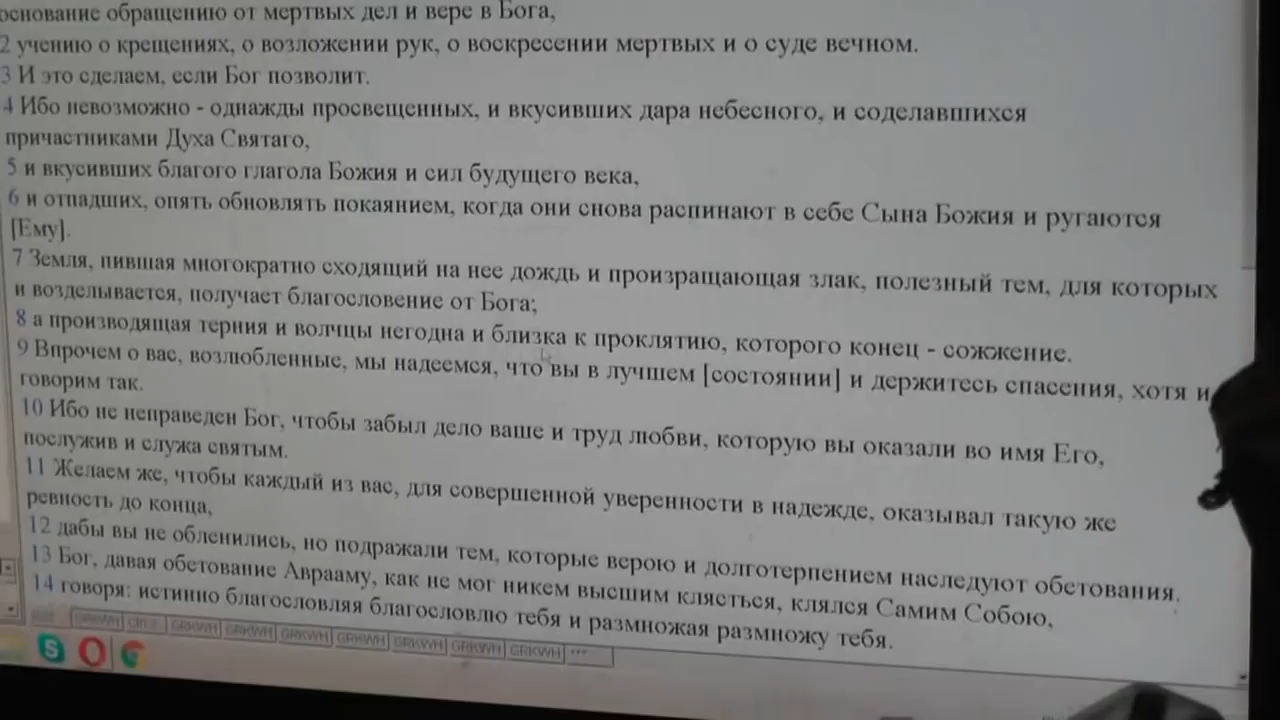 основание обращению от мертвых дел и вере в Бога,
2 учению о крещениях, о возложении рук, о воскресении мертвых и о суде вечном.
3 И это сделаем, если Бог позволит.
4 Ибо невозможно - однажды просвещенных, и вкусивших дара небесного, и соделавшихся
причастниками Духа Святаго,
5 и вкусивших благого глагола Божия и сил будущего века,
6 и отпадших, опять обновлять покаянием, когда они снова распинают в себе Сына Божия и ругаются
[Ему].
7 Земля, пившая многократно сходящий на нее дождь и произращающая злак, полезный тем, для которых
и возделывается, получает благословение от Бога;
8 а производящая терния и волчцы негодна и близка к проклятию, которого конец - сожжение.
9 Впрочем о вас, возлюбленные, мы надеемся, что вы в лучшем [состоянии] и держитесь спасения, хотя и
говорим так.
10 Ибо не неправеден Бог, чтобы забыл дело ваше и труд любви, которую вы оказали во имя Его,
послужив и служа святым.
11 Желаем же, чтобы каждый из вас, для совершенной уверенности в надежде, оказывал такую же
ревность до конца,
12 дабы вы не обленились, но подражали тем, которые верою и долготерпением наследуют обетования.
13 Бог, давая обетование Аврааму, как не мог никем высшим клясться, клялся Самим Собою,
14 говоря: истинно благословляя благословлю тебя и размножая размножу тебя.
GRKWH GRKWH GRKWH GRKWH GRKWH GRKWH GRKWH GRKWH ***